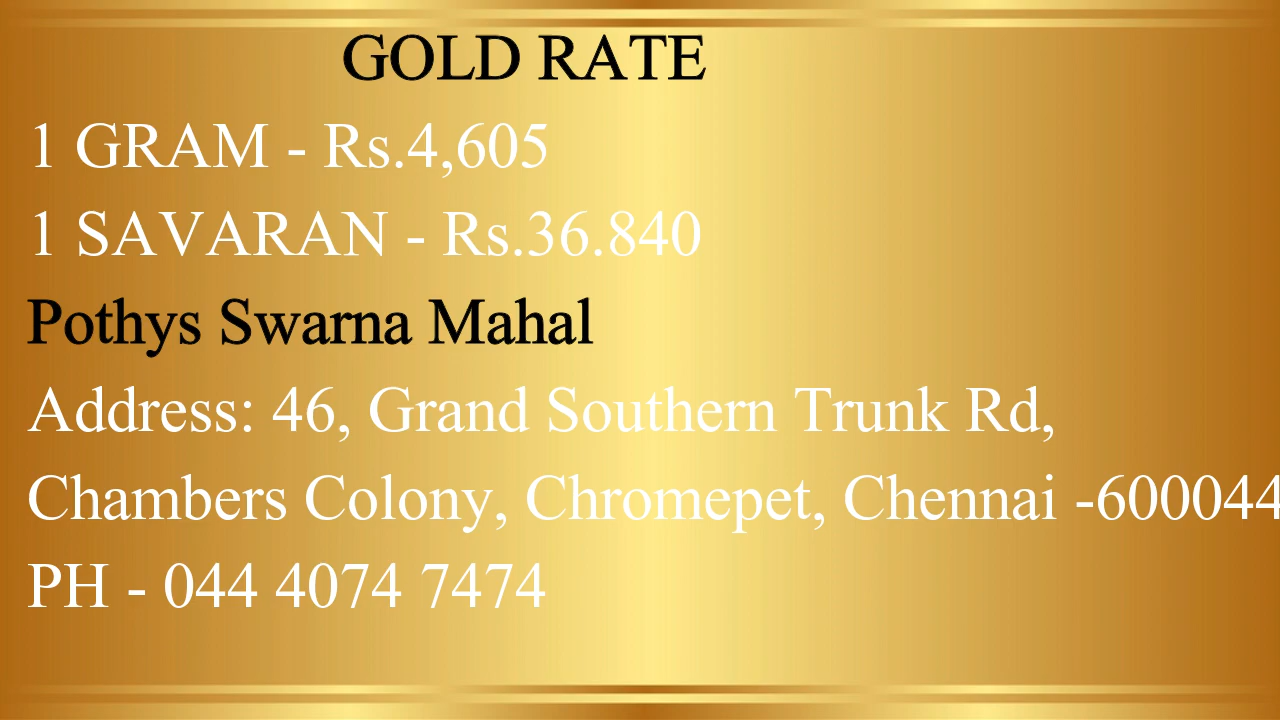 GOLD RATE
1 GRAM - Rs.4,605
1 SAVARAN - Rs.36.840
Pothys Swarna Mahal
Address: 46, Grand Southern Trunk Rd,
Chambers Colony, Chromepet, Chennai -600044
PH - 044 4074 7474